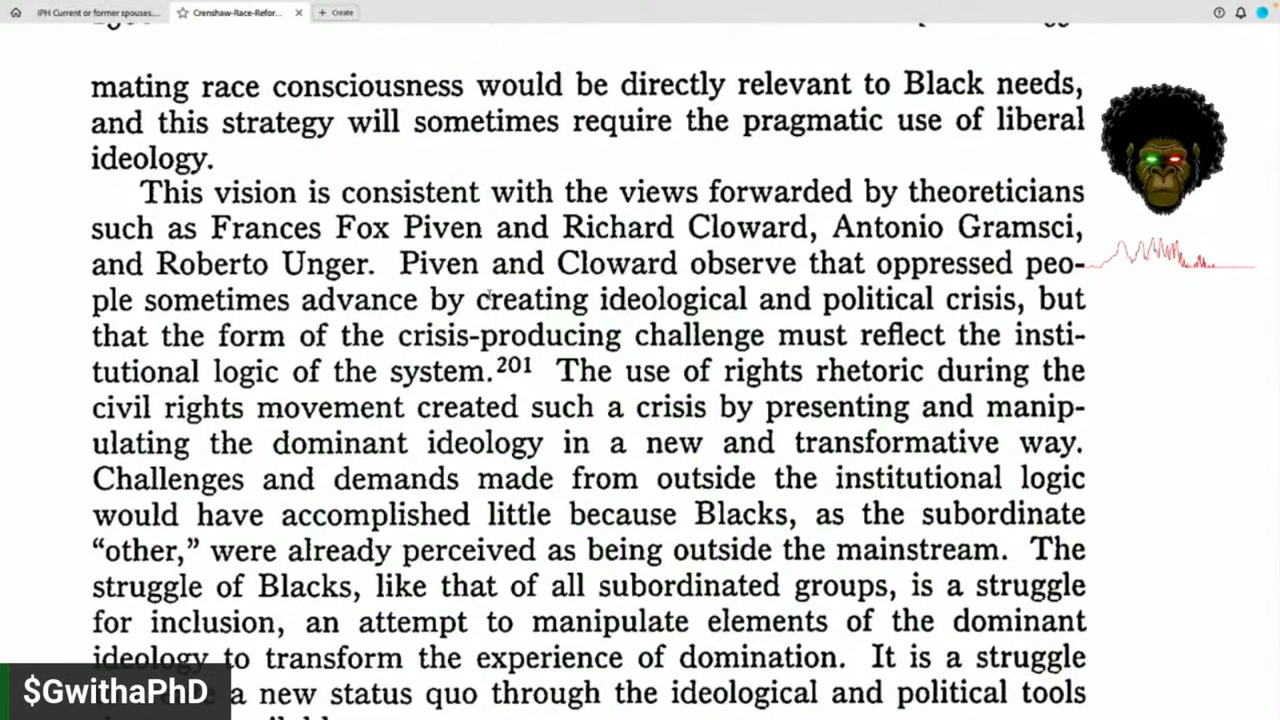 IPH Current or former spouses....
Crenshaw-Race-Refor...
Create
mating race consciousness would be directly relevant to Black needs,
and this strategy will sometimes require the pragmatic use of liberal
ideology.
This vision is consistent with the views forwarded by theoreticians
such as Frances Fox Piven and Richard Cloward, Antonio Gramsci,
and Roberto Unger. Piven and Cloward observe that oppressed peo-
ple sometimes advance by creating ideological and political crisis, but
that the form of the crisis-producing challenge must reflect the insti-
tutional logic of the system.201 The use of rights rhetoric during the
civil rights movement created such a crisis by presenting and manip-
ulating the dominant ideology in a new and transformative way.
Challenges and demands made from outside the institutional logic
would have accomplished little because Blacks, as the subordinate
“other,” were already perceived as being outside the mainstream. The
struggle of Blacks, like that of all subordinated groups, is a struggle
for inclusion, an attempt to manipulate elements of the dominant
ideology to transform the experience of domination. It is a struggle
a new status quo through the ideological and political tools
$GwithaPhD